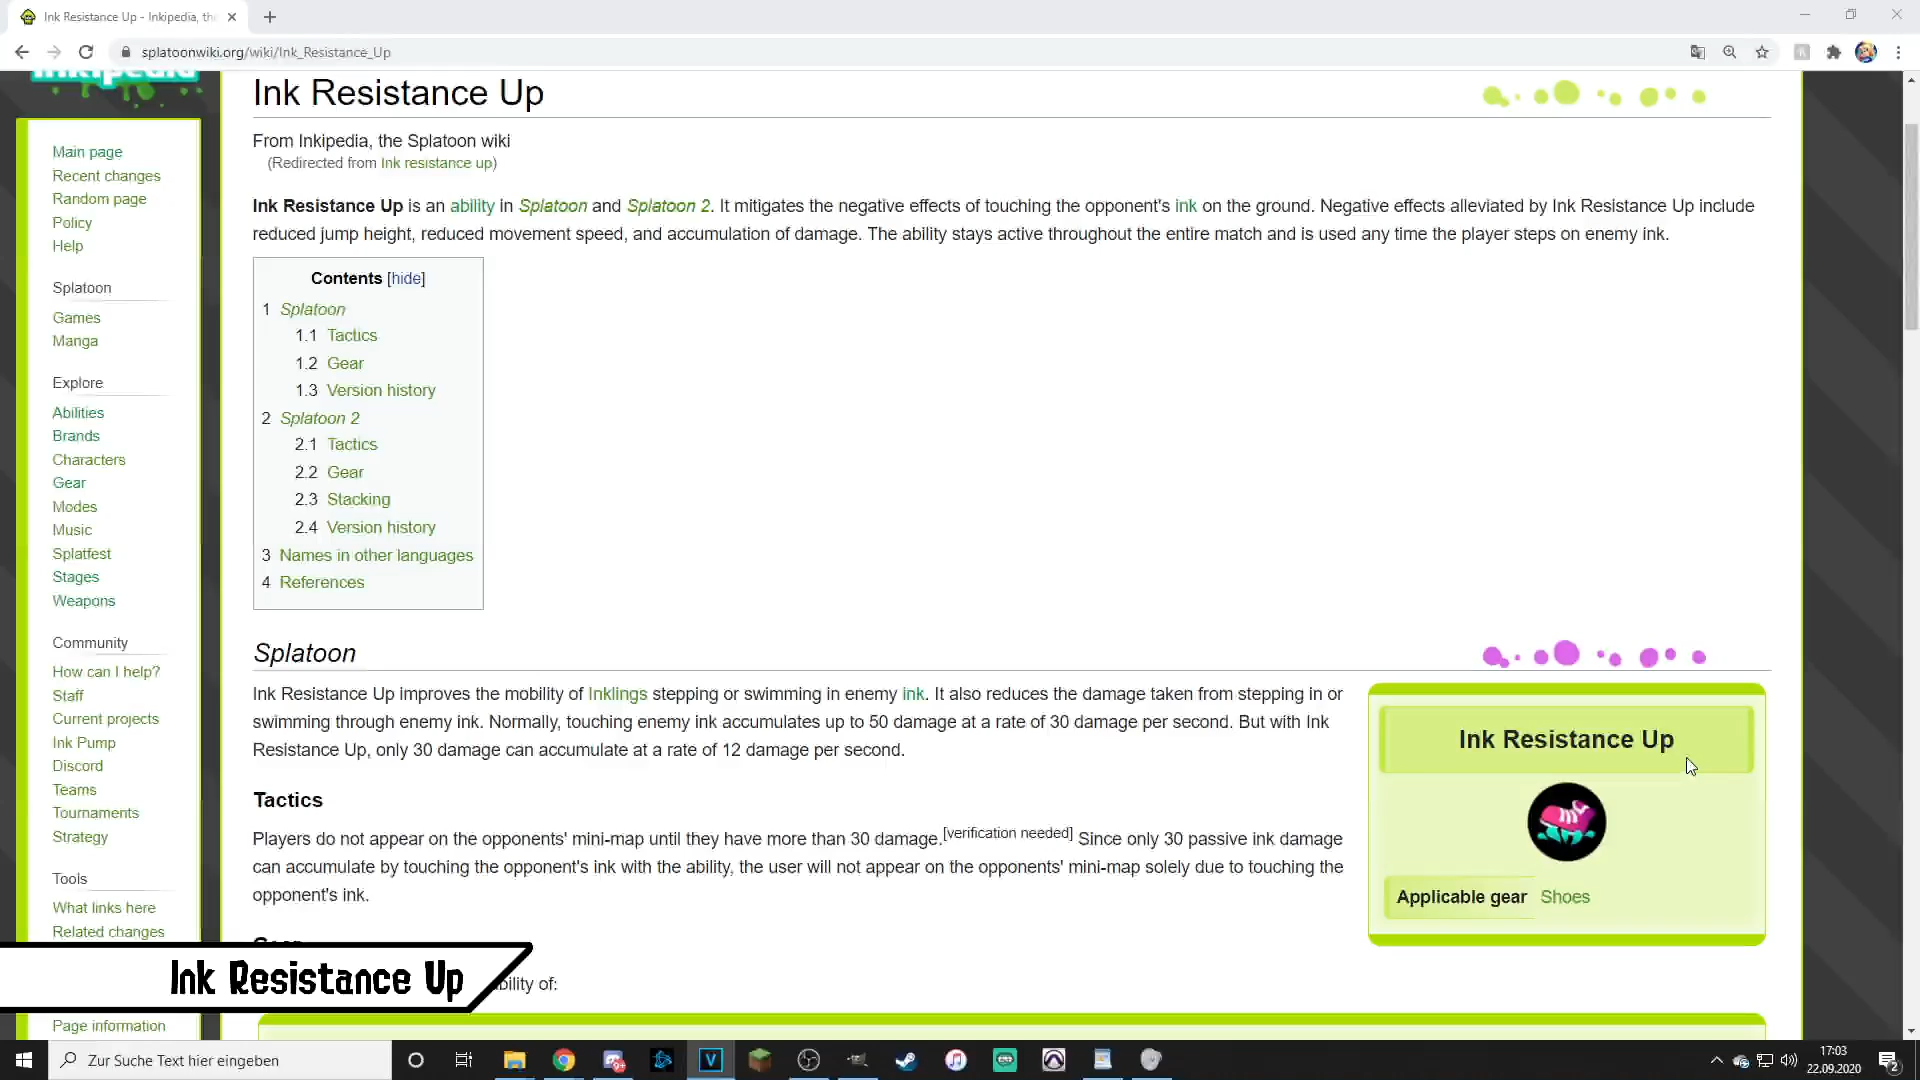 Ink Resistance Up - Inkipedia, the
splatoonwiki.org/wiki/Ink_Resistance_Up
Inkipedia
Main page
Recent changes
Random page
Policy
Help
Splatoon
Games
Manga
Explore
Abilities
Brands
Characters
Gear
Modes
Music
Splatfest
Stages
Weapons
Community
How can I help?
Staff
Current projects
Ink Pump
Discord
Teams
Tournaments
Strategy
Tools
What links here
Related changes
Page information
Ink Resistance Up
From Inkipedia, the Splatoon wiki
(Redirected from Ink resistance up)
Ink Resistance Up is an ability in Splatoon and Splatoon 2. It mitigates the negative effects of touching the opponent's ink on the ground. Negative effects alleviated by Ink Resistance Up include
reduced jump height, reduced movement speed, and accumulation of damage. The ability stays active throughout the entire match and is used any time the player steps on enemy ink.
Contents [hide]
1 Splatoon
1.1 Tactics
1.2 Gear
1.3 Version history
2 Splatoon 2
2.1 Tactics
2.2 Gear
2.3 Stacking
2.4 Version history
3 Names in other languages
4 References
Splatoon
Ink Resistance Up improves the mobility of Inklings stepping or swimming in enemy ink. It also reduces the damage taken from stepping in or
swimming through enemy ink. Normally, touching enemy ink accumulates up to 50 damage at a rate of 30 damage per second. But with Ink
Resistance Up, only 30 damage can accumulate at a rate of 12 damage per second.
Tactics
Players do not appear on the opponents' mini-map until they have more than 30 damage.[verification needed] Since only 30 passive ink damage
can accumulate by touching the opponent's ink with the ability, the user will not appear on the opponents' mini-map solely due to touching the
opponent's ink.
Gear
bility of:
Ink Resistance Up
Applicable gear Shoes
Ink Resistance Up
Zur Suche Text hier eingeben
9+
V
17:03
22.09.2020
2